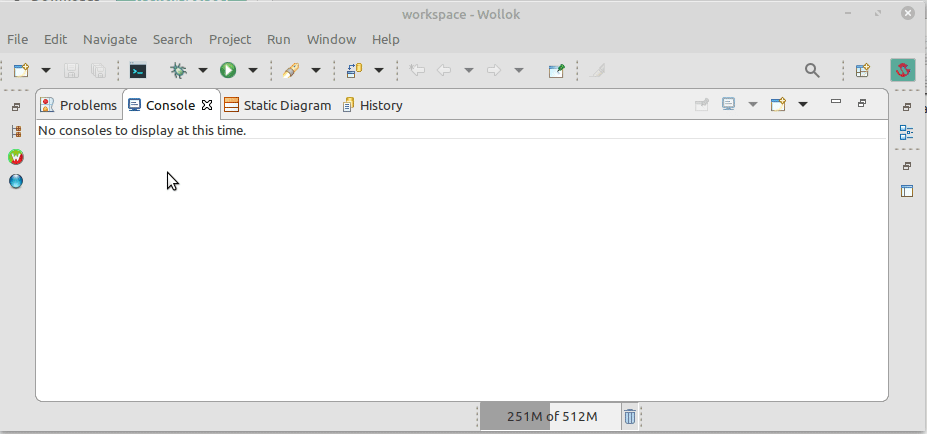 workspace - Wollok
File Edit Navigate Search Project Run Window Help
Problems Console Static Diagram History
No consoles to display at this time.
251M of 512M